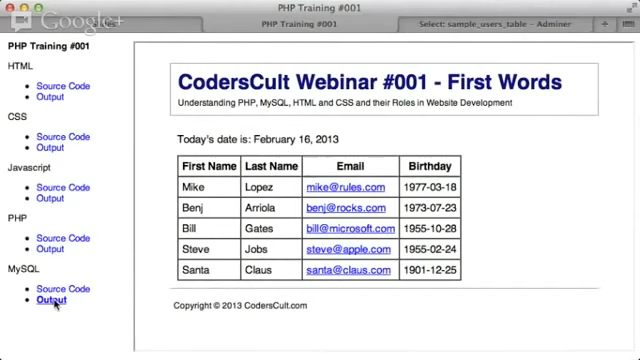 PHP Training #001
Google+
PHP Training #001
Select: sample_users_table - Adminer
PHP Training #001
HTML
Source Code
Output
CSS
Source Code
Output
Javascript
Source Code
Output
PHP
Source Code
Output
MySQL
Source Code
Output
CodersCult Webinar #001 - First Words
Understanding PHP, MySQL, HTML and CSS and their Roles in Website Development
Today's date is: February 16, 2013
First Name Last Name Email Birthday
Mike Lopez mike@rules.com 1977-03-18
Benj Arriola benj@rocks.com 1973-07-23
Bill Gates bill@microsoft.com 1955-10-28
Steve Jobs steve@apple.com 1955-02-24
Santa Claus santa@claus.com 1901-12-25
Copyright © 2013 CodersCult.com